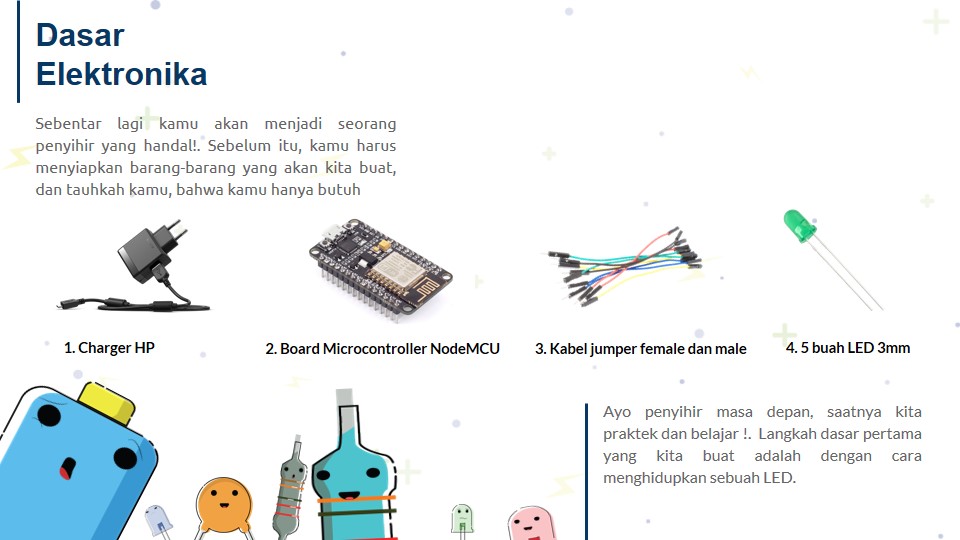 Dasar
Elektronika
Sebentar lagi kamu akan menjadi seorang
penyihir yang handal!. Sebelum itu, kamu harus
menyiapkan barang-barang yang akan kita buat,
dan tauhkah kamu, bahwa kamu hanya butuh
1. Charger HP
2. Board Microcontroller NodeMCU
3. Kabel jumper female dan male
4. 5 buah LED 3mm
Ayo penyihir masa depan, saatnya kita
praktek dan belajar !. Langkah dasar pertama
yang kita buat adalah dengan cara
menghidupkan sebuah LED.